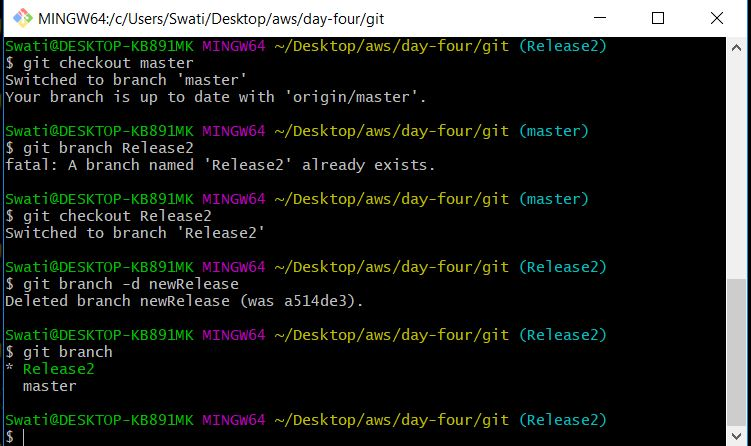 MINGW64:/c/Users/Swati/Desktop/aws/day-four/git
Swati@DESKTOP-KB891MK MINGW64 ~/Desktop/aws/day-four/git (Release2)
$ git checkout master
Switched to branch 'master'
Your branch is up to date with 'origin/master'.
Swati@DESKTOP-KB891MK MINGW64 ~/Desktop/aws/day-four/git (master)
$ git branch Release2
fatal: A branch named 'Release2' already exists.
Swati@DESKTOP-KB891MK MINGW64 ~/Desktop/aws/day-four/git (master)
$ git checkout Release2
Switched to branch 'Release2'
Swati@DESKTOP-KB891MK MINGW64 ~/Desktop/aws/day-four/git (Release2)
$ git branch -d newRelease
Deleted branch newRelease (was a514de3).
Swati@DESKTOP-KB891MK MINGW64 ~/Desktop/aws/day-four/git (Release2)
$ git branch
* Release2
  master
Swati@DESKTOP-KB891MK MINGW64 ~/Desktop/aws/day-four/git (Release2)
$